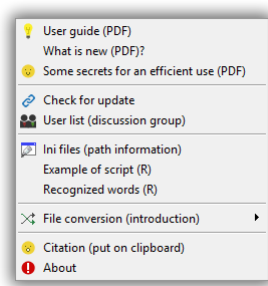 User guide (PDF)
What is new (PDF)?
Some secrets for an efficient use (PDF)
Check for update
User list (discussion group)
Ini files (path information)
Example of script (R)
Recognized words (R)
File conversion (introduction)
Citation (put on clipboard)
About